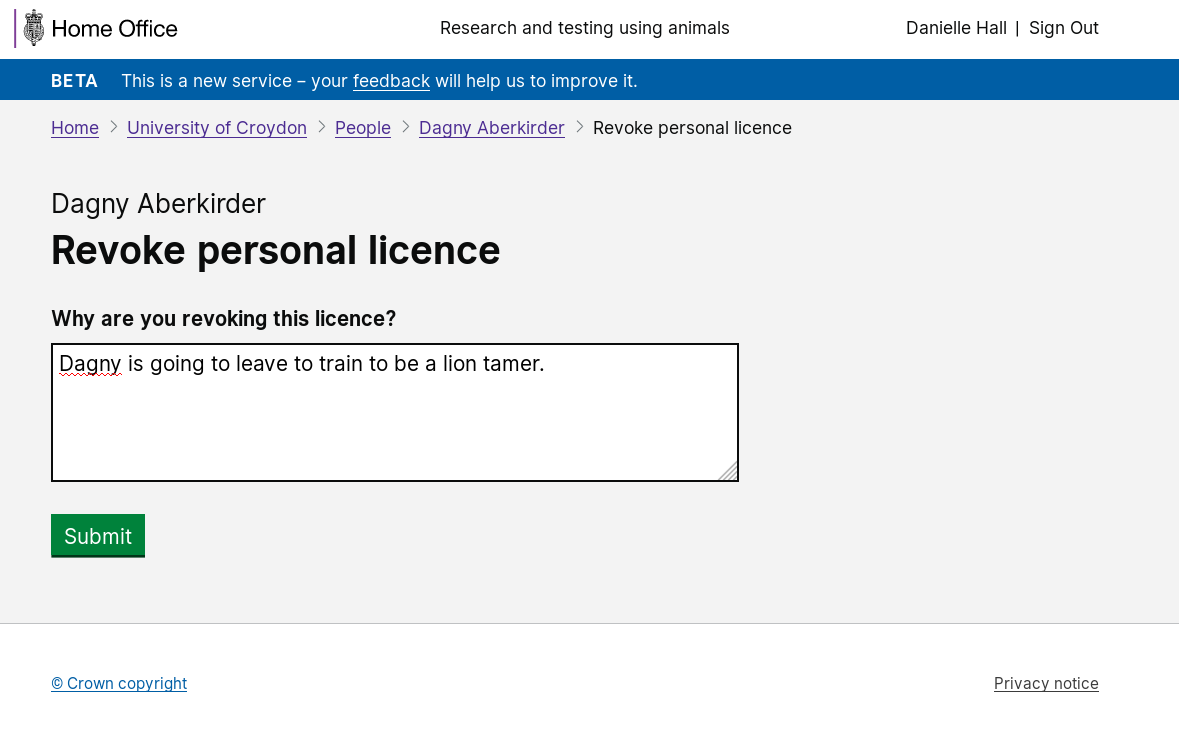 Home Office
Research and testing using animals
Danielle Hall | Sign Out
BETA This is a new service – your feedback will help us to improve it.
Home > University of Croydon > People > Dagny Aberkirder > Revoke personal licence
Dagny Aberkirder
Revoke personal licence
Why are you revoking this licence?
Dagny is going to leave to train to be a lion tamer.
Submit
© Crown copyright
Privacy notice